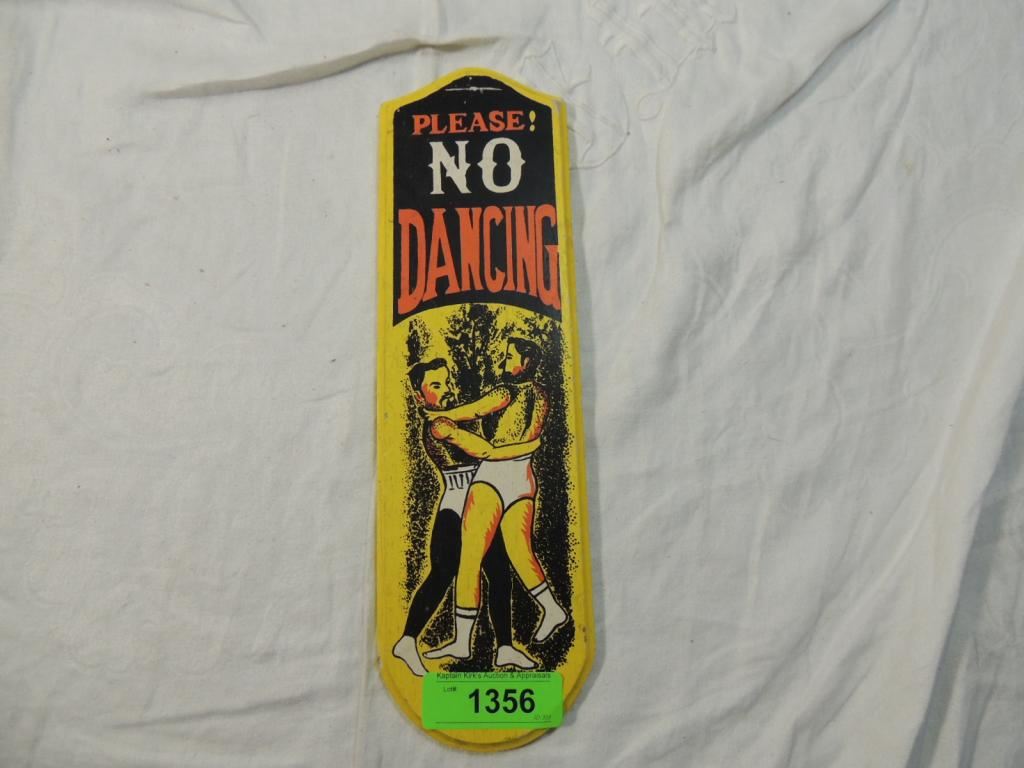 PLEASE!
NO
DANCING
Kaptain Kirk's Auction & Appraisals
Lot# 1356